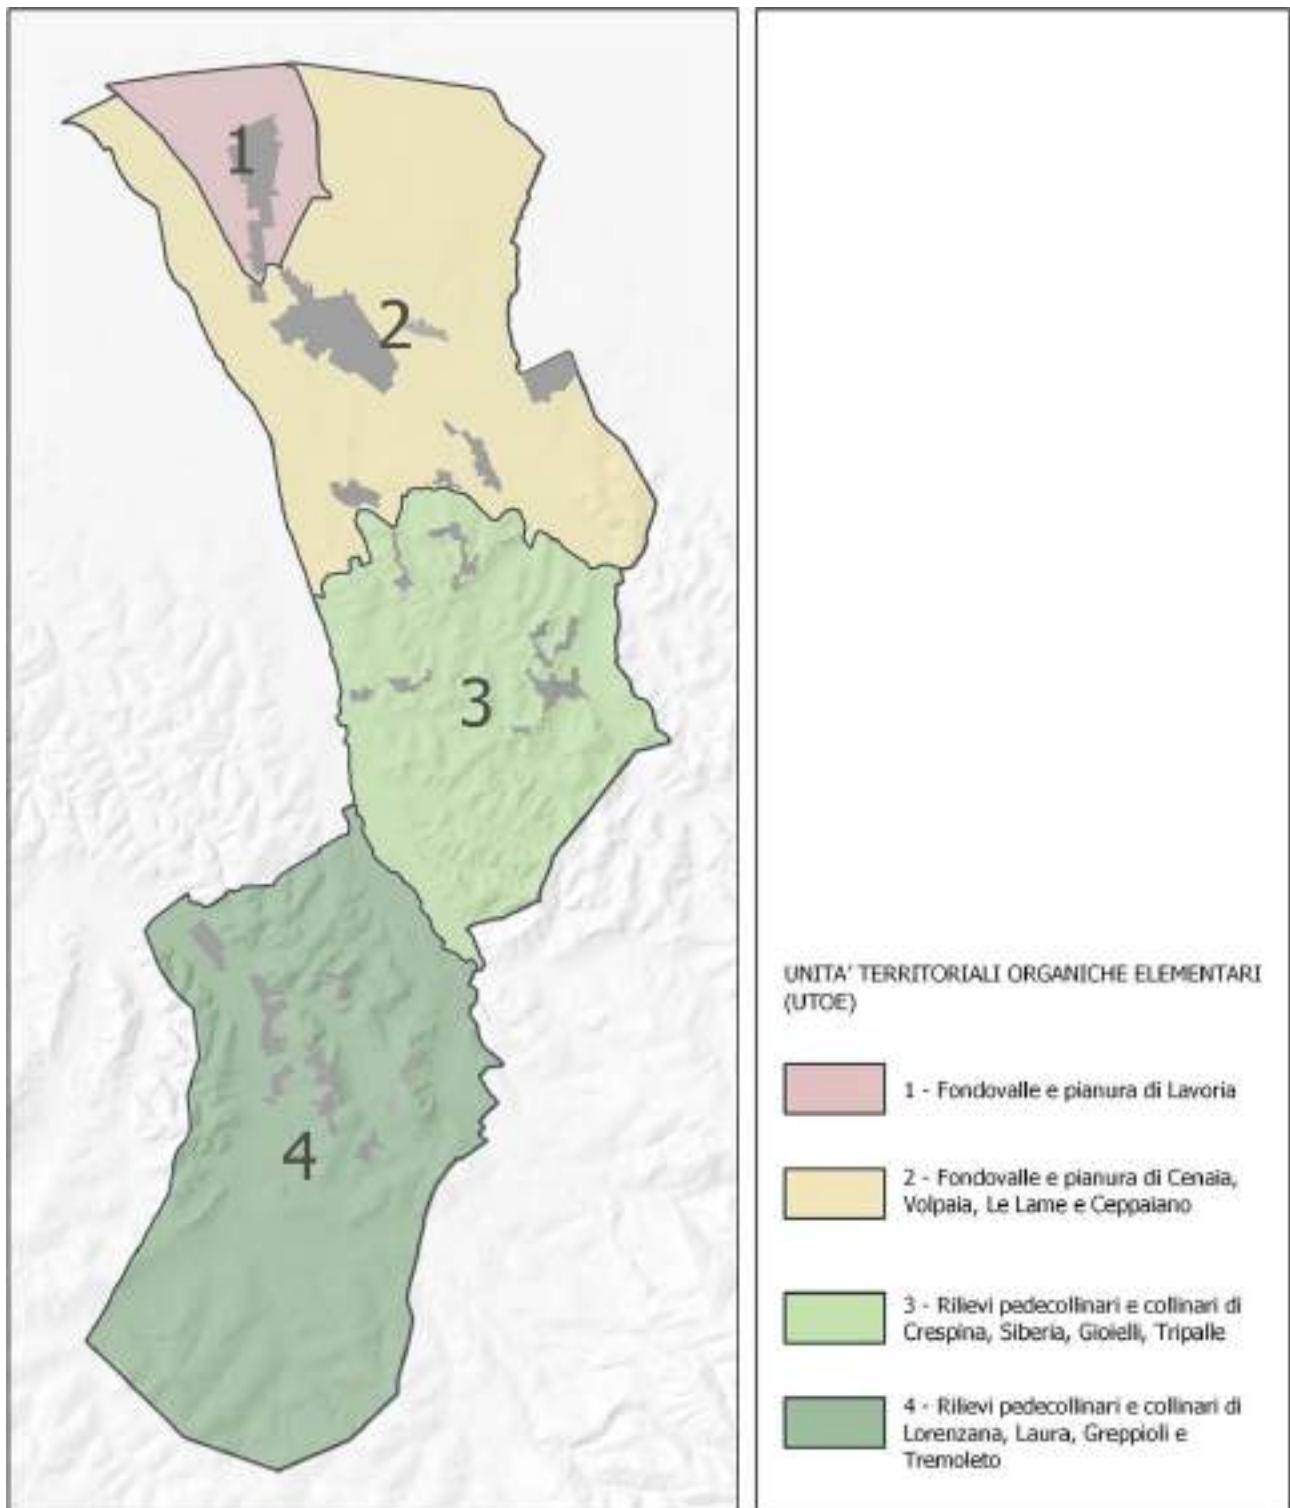 1
2
3
4
UNITA' TERRITORIALI ORGANICHE ELEMENTARI
(UTOE)
1 - Fondovalle e pianura di Lavoria
2 - Fondovalle e pianura di Cenaia,
Volpaia, Le Lame e Ceppaiano
3 - Rilievi pedecollinari e collinari di
Crespina, Siberia, Gioielli, Tripalle
4 - Rilievi pedecollinari e collinari di
Lorenzana, Laura, Greppioli e
Tremoleto